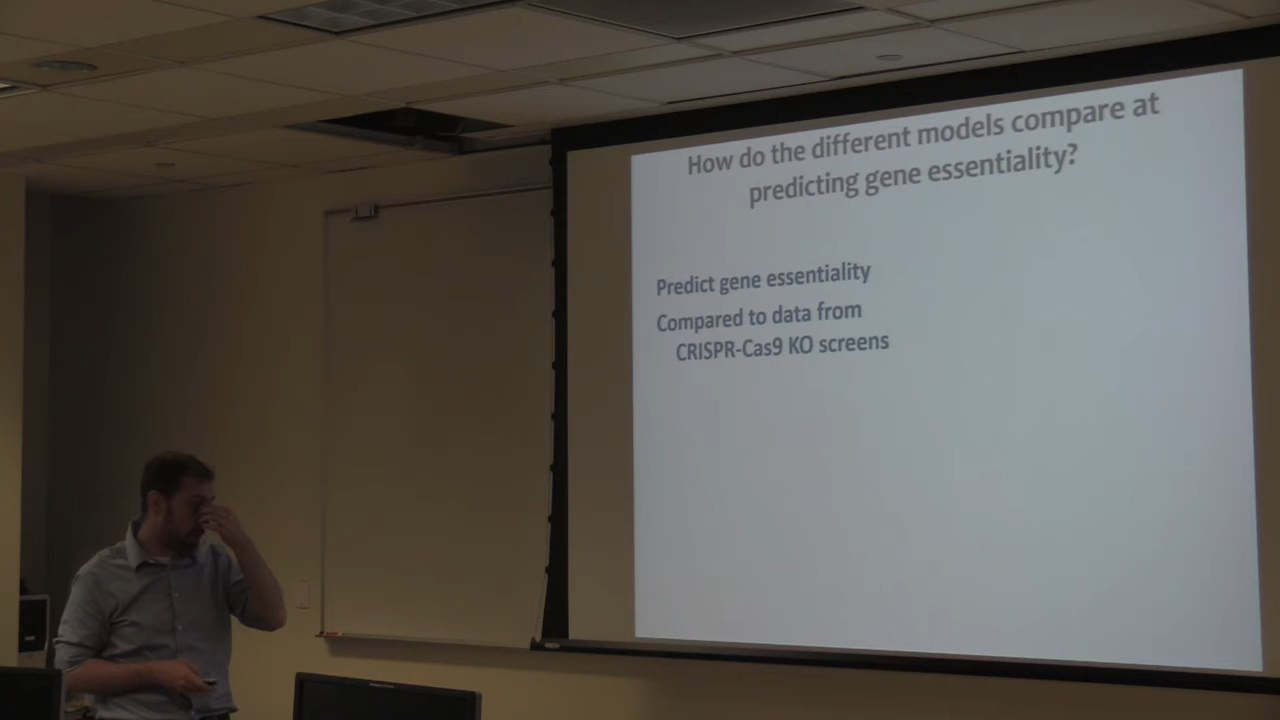 How do the different models compare at
predicting gene essentiality?
Predict gene essentiality
Compared to data from
CRISPR-Cas9 KO screens